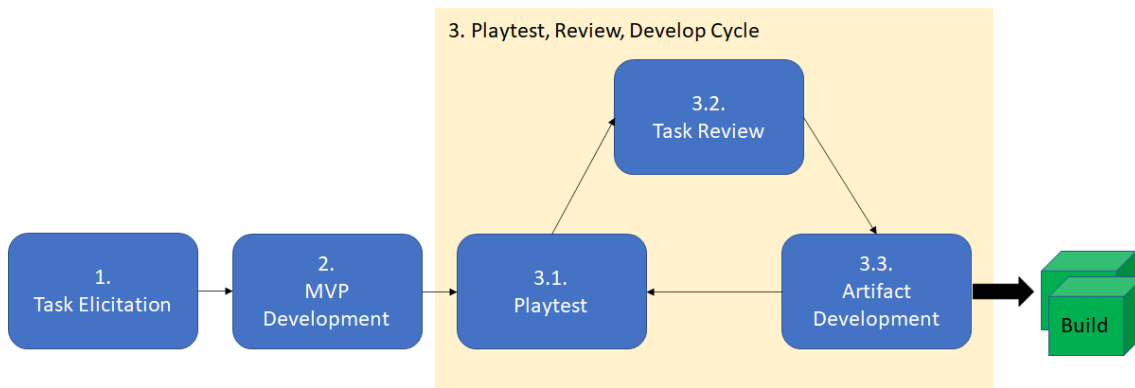 3. Playtest, Review, Develop Cycle
3.2.
Task Review
1.
Task Elicitation
2.
MVP
Development
3.1.
Playtest
3.3.
Artifact
Development
Build